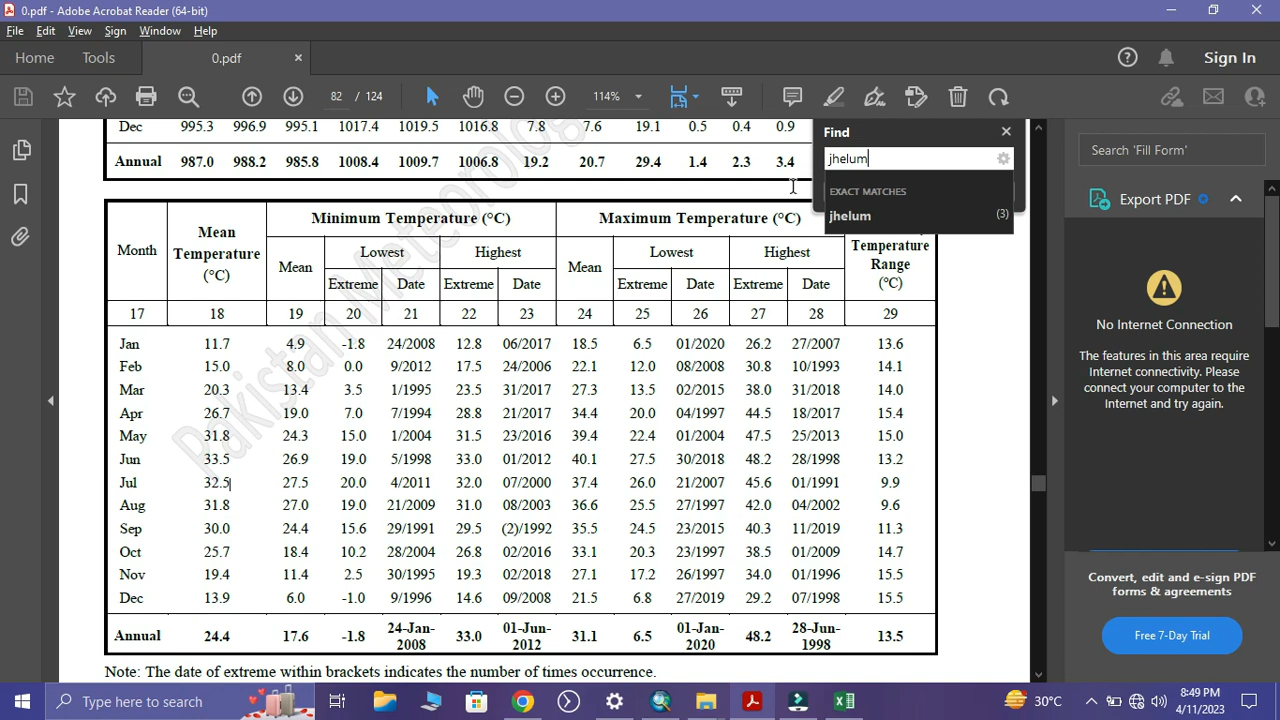 0.pdf - Adobe Acrobat Reader (64-bit)
File Edit View Sign Window Help
Home Tools 0.pdf × Sign In
82 / 124 114%
Find
jhelum
EXACT MATCHES
jhelum (3)
Search 'Fill Form'
Export PDF
No Internet Connection
The features in this area require
Internet connectivity. Please
connect your computer to the
Internet and try again.
Convert, edit and e-sign PDF
forms & agreements
Free 7-Day Trial
Dec 995.3 996.9 995.1 1017.4 1019.5 1016.8 7.8 7.6 19.1 0.5 0.4 0.9
Annual 987.0 988.2 985.8 1008.4 1009.7 1006.8 19.2 20.7 29.4 1.4 2.3 3.4
Pakistan Meteorolog
Month Mean Temperature (°C) Minimum Temperature (°C) Maximum Temperature (°C) Temperature Range (°C)
Mean Lowest Highest Mean Lowest Highest
Extreme Date Extreme Date Extreme Date Extreme Date
17 18 19 20 21 22 23 24 25 26 27 28 29
Jan 11.7 4.9 -1.8 24/2008 12.8 06/2017 18.5 6.5 01/2020 26.2 27/2007 13.6
Feb 15.0 8.0 0.0 9/2012 17.5 24/2006 22.1 12.0 08/2008 30.8 10/1993 14.1
Mar 20.3 13.4 3.5 1/1995 23.5 31/2017 27.3 13.5 02/2015 38.0 31/2018 14.0
Apr 26.7 19.0 7.0 7/1994 28.8 21/2017 34.4 20.0 04/1997 44.5 18/2017 15.4
May 31.8 24.3 15.0 1/2004 31.5 23/2016 39.4 22.4 01/2004 47.5 25/2013 15.0
Jun 33.5 26.9 19.0 5/1998 33.0 01/2012 40.1 27.5 30/2018 48.2 28/1998 13.2
Jul 32.5 27.5 20.0 4/2011 32.0 07/2000 37.4 26.0 21/2007 45.6 01/1991 9.9
Aug 31.8 27.0 19.0 21/2009 31.0 08/2003 36.6 25.5 27/1997 42.0 04/2002 9.6
Sep 30.0 24.4 15.6 29/1991 29.5 (2)/1992 35.5 24.5 23/2015 40.3 11/2019 11.3
Oct 25.7 18.4 10.2 28/2004 26.8 02/2016 33.1 20.3 23/1997 38.5 01/2009 14.7
Nov 19.4 11.4 2.5 30/1995 19.3 02/2018 27.1 17.2 26/1997 34.0 01/1996 15.5
Dec 13.9 6.0 -1.0 9/1996 14.6 09/2008 21.5 6.8 27/2019 29.2 07/1998 15.5
Annual 24.4 17.6 -1.8 24-Jan-2008 33.0 01-Jun-2012 31.1 6.5 01-Jan-2020 48.2 28-Jun-1998 13.5
Note: The date of extreme within brackets indicates the number of times occurrence.
Type here to search
30°C
8:49 PM
4/11/2023